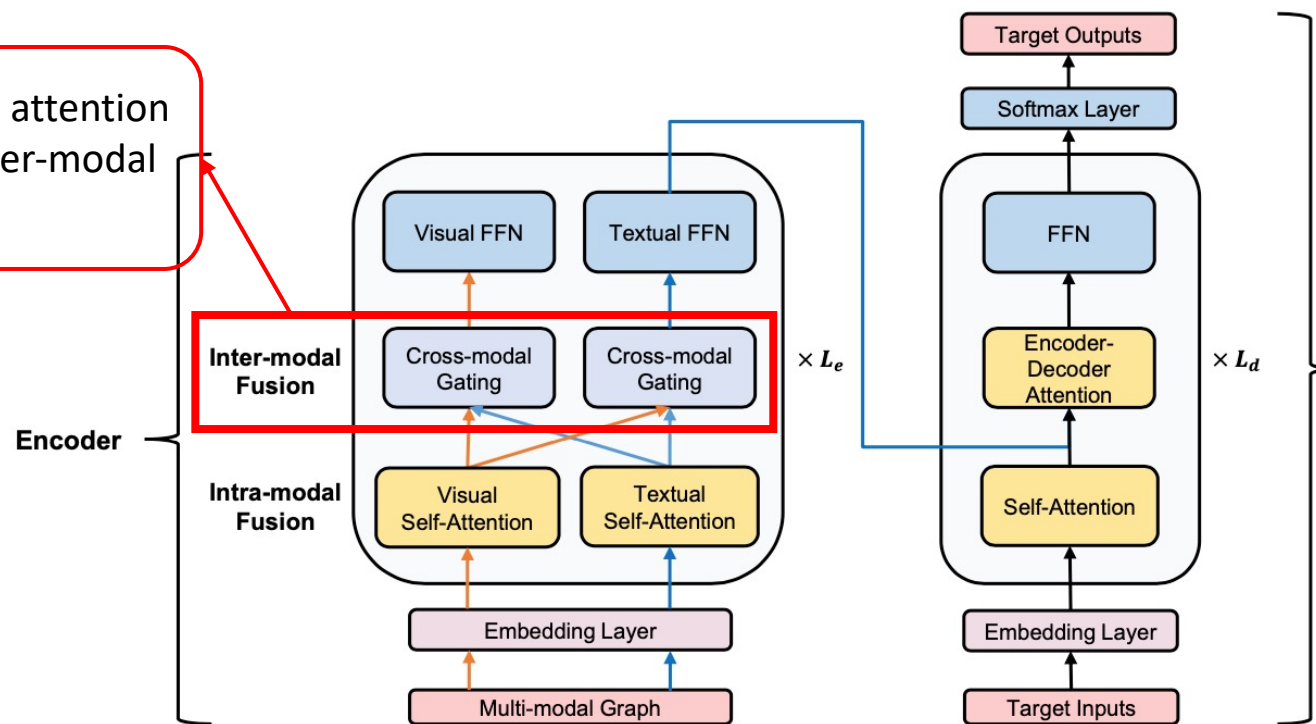 attention
er-modal
Encoder
Inter-modal
Fusion
Intra-modal
Fusion
Visual FFN
Textual FFN
Cross-modal
Gating
Cross-modal
Gating
Visual
Self-Attention
Textual
Self-Attention
Embedding Layer
Multi-modal Graph
× Lₑ
Target Outputs
Softmax Layer
FFN
Encoder-
Decoder
Attention
Self-Attention
Embedding Layer
Target Inputs
× L_d